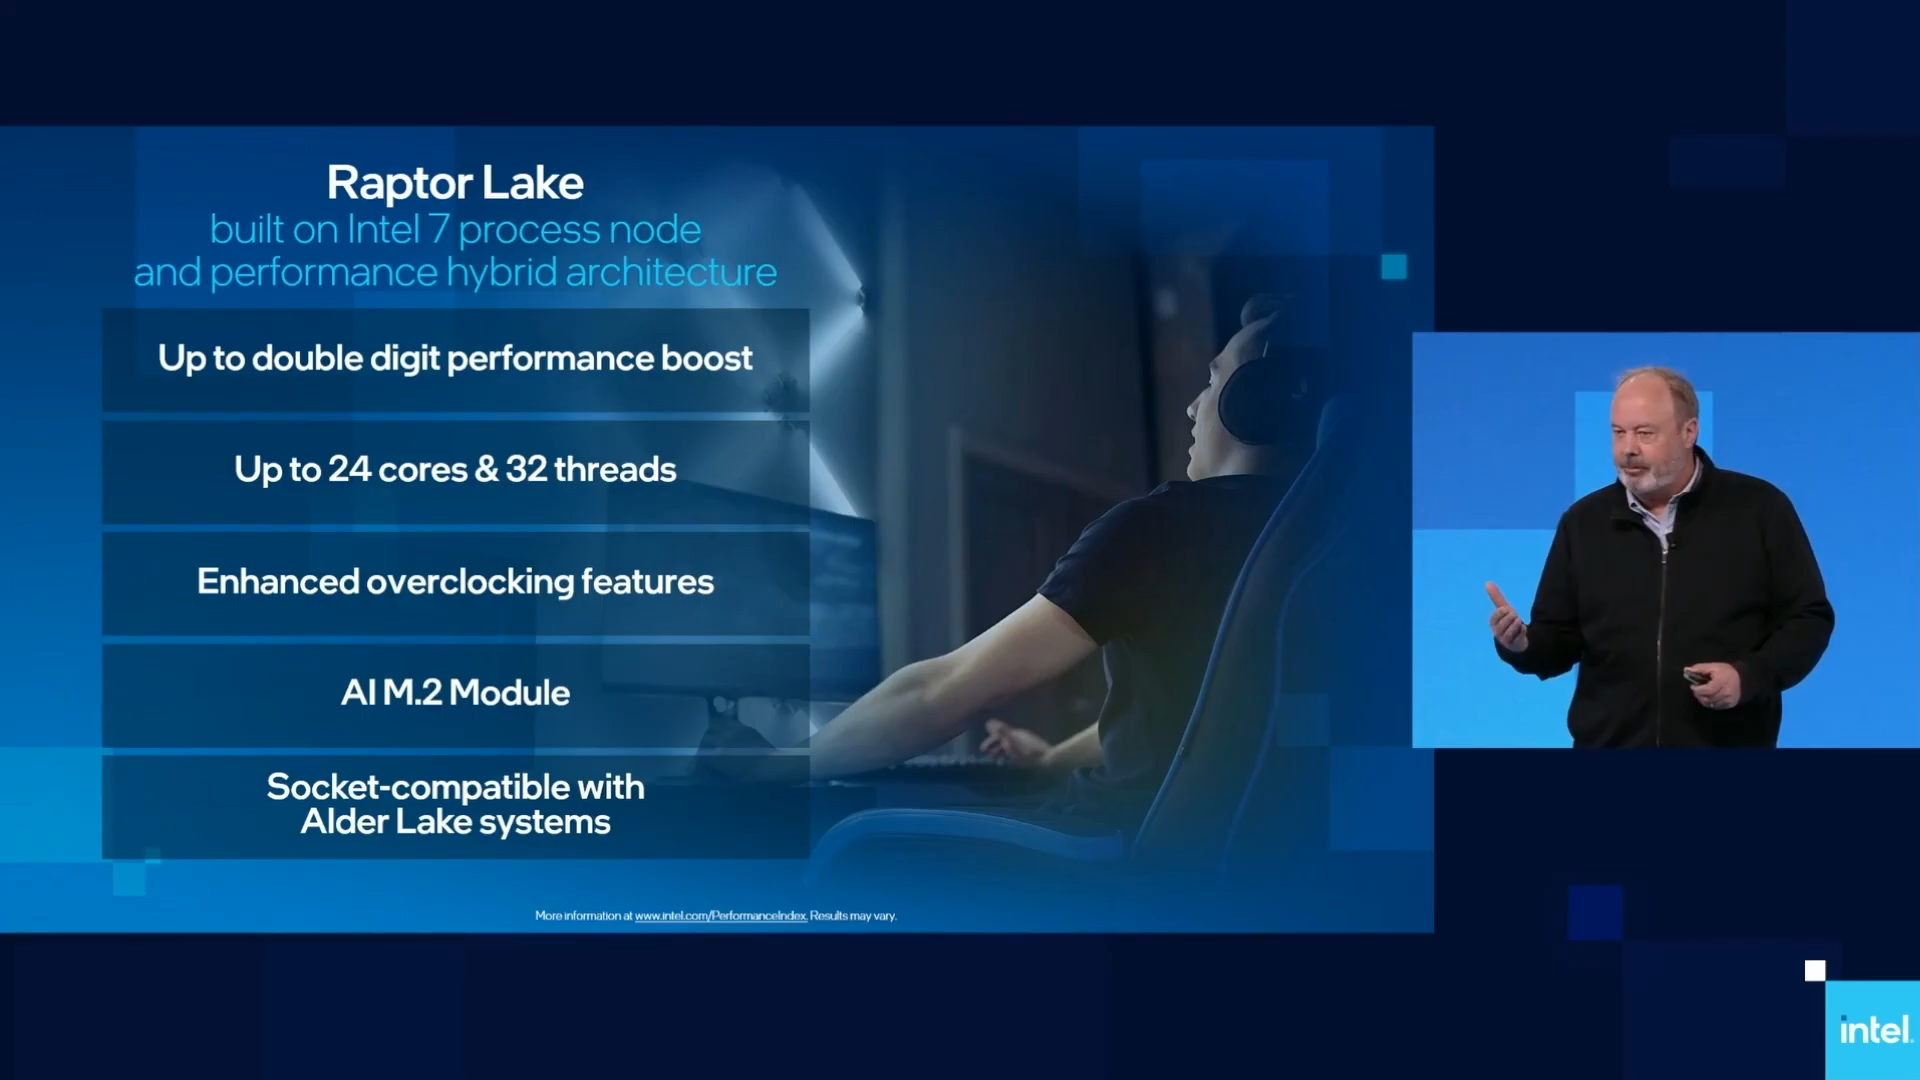 Raptor Lake
built on Intel 7 process node
and performance hybrid architecture
Up to double digit performance boost
Up to 24 cores & 32 threads
Enhanced overclocking features
AI M.2 Module
Socket-compatible with
Alder Lake systems
More information at www.intel.com/PerformanceIndex. Results may vary.
intel.